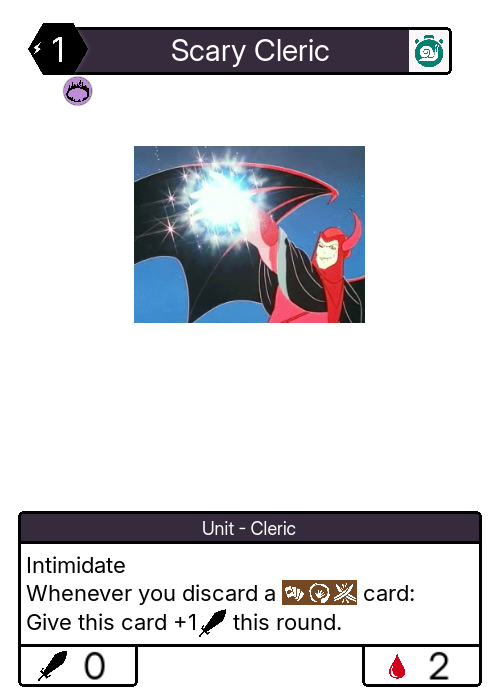 1
Scary Cleric
Unit - Cleric
Intimidate
Whenever you discard a card:
Give this card +1 this round.
0
2